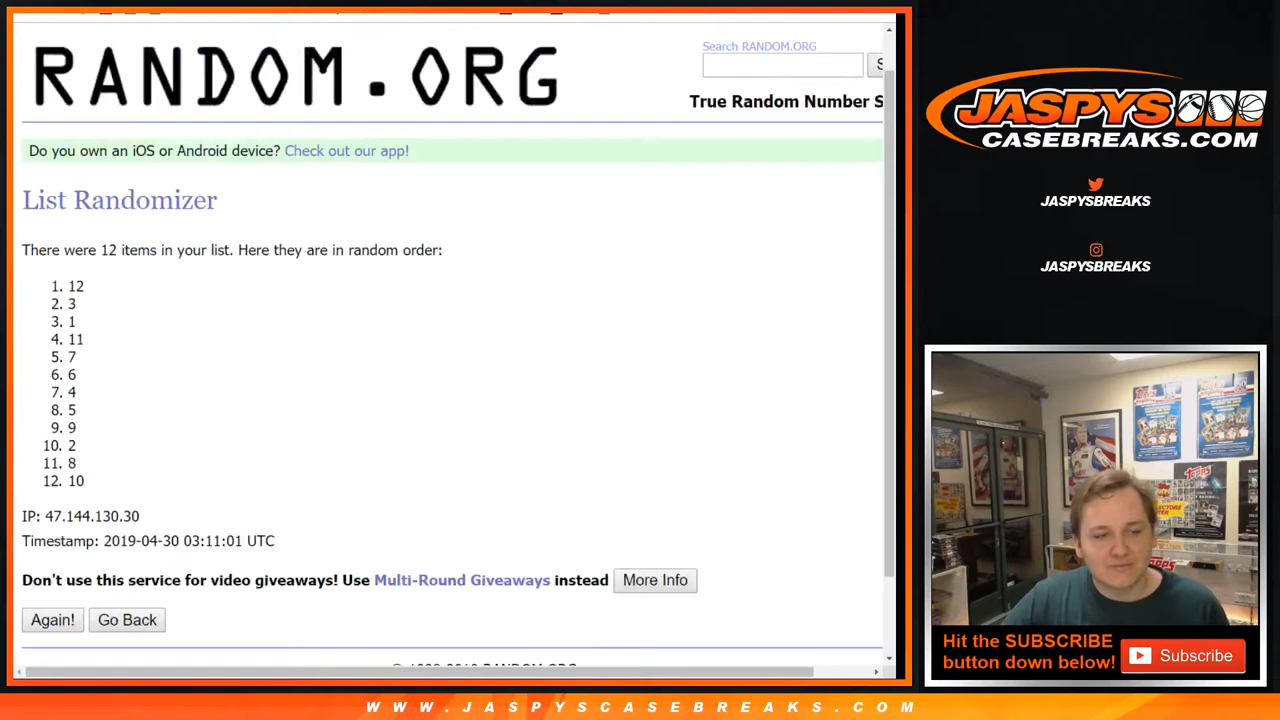 RANDOM.ORG
Search RANDOM.ORG
S
True Random Number S
Do you own an iOS or Android device? Check out our app!
List Randomizer
There were 12 items in your list. Here they are in random order:
1. 12
2. 3
3. 1
4. 11
5. 7
6. 6
7. 4
8. 5
9. 9
10. 2
11. 8
12. 10
IP: 47.144.130.30
Timestamp: 2019-04-30 03:11:01 UTC
Don't use this service for video giveaways! Use Multi-Round Giveaways instead More Info
Again! Go Back
JASPYS
CASEBREAKS.COM
JASPYSBREAKS
JASPYSBREAKS
Topps
Hit the SUBSCRIBE
button down below!
Subscribe
WWW.JASPYSCASEBREAKS.COM